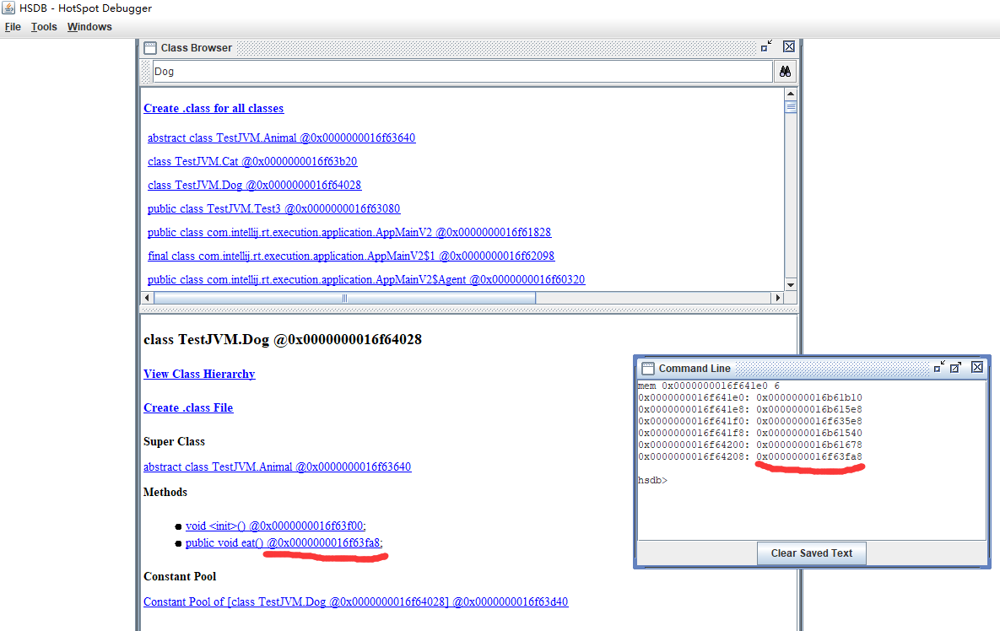 HSDB - HotSpot Debugger
File Tools Windows
Class Browser
Dog
Create .class for all classes
abstract class TestJVM.Animal @0x0000000016f63640
class TestJVM.Cat @0x0000000016f63b20
class TestJVM.Dog @0x0000000016f64028
public class TestJVM.Test3 @0x0000000016f63080
public class com.intellij.rt.execution.application.AppMainV2 @0x0000000016f61828
final class com.intellij.rt.execution.application.AppMainV2$1 @0x0000000016f62098
public class com.intellij.rt.execution.application.AppMainV2$Agent @0x0000000016f60320
class TestJVM.Dog @0x0000000016f64028
View Class Hierarchy
Create .class File
Super Class
abstract class TestJVM.Animal @0x0000000016f63640
Methods
void <init>() @0x0000000016f63f00;
public void eat() @0x0000000016f63fa8;
Constant Pool
Constant Pool of [class TestJVM.Dog @0x0000000016f64028] @0x0000000016f63d40
Command Line
mem 0x0000000016f641e0 6
0x0000000016f641e0: 0x0000000016b61b10
0x0000000016f641e8: 0x0000000016b615e8
0x0000000016f641f0: 0x0000000016f635e8
0x0000000016f641f8: 0x0000000016b61540
0x0000000016f64200: 0x0000000016b61678
0x0000000016f64208: 0x0000000016f63fa8
hsdb>
Clear Saved Text